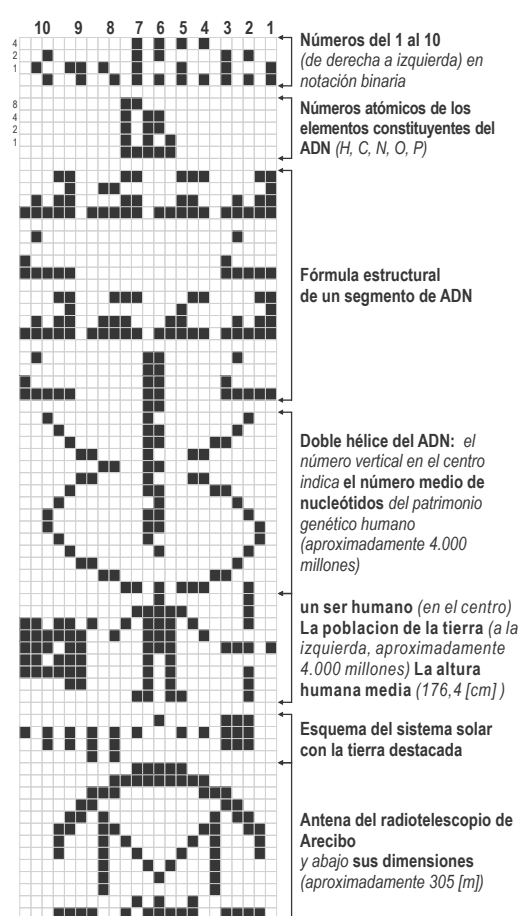 10 9 8 7 6 5 4 3 2 1
4
2
1
Números del 1 al 10
(de derecha a izquierda) en
notación binaria
8
4
2
1
Números atómicos de los
elementos constituyentes del
ADN (H, C, N, O, P)
Fórmula estructural
de un segmento de ADN
Doble hélice del ADN: el
número vertical en el centro
indica el número medio de
nucleótidos del patrimonio
genético humano
(aproximadamente 4.000
millones)
un ser humano (en el centro)
La poblacion de la tierra (a la
izquierda, aproximadamente
4.000 millones) La altura
humana media (176,4 [cm] )
Esquema del sistema solar
con la tierra destacada
Antena del radiotelescopio de
Arecibo
y abajo sus dimensiones
(aproximadamente 305 [m])